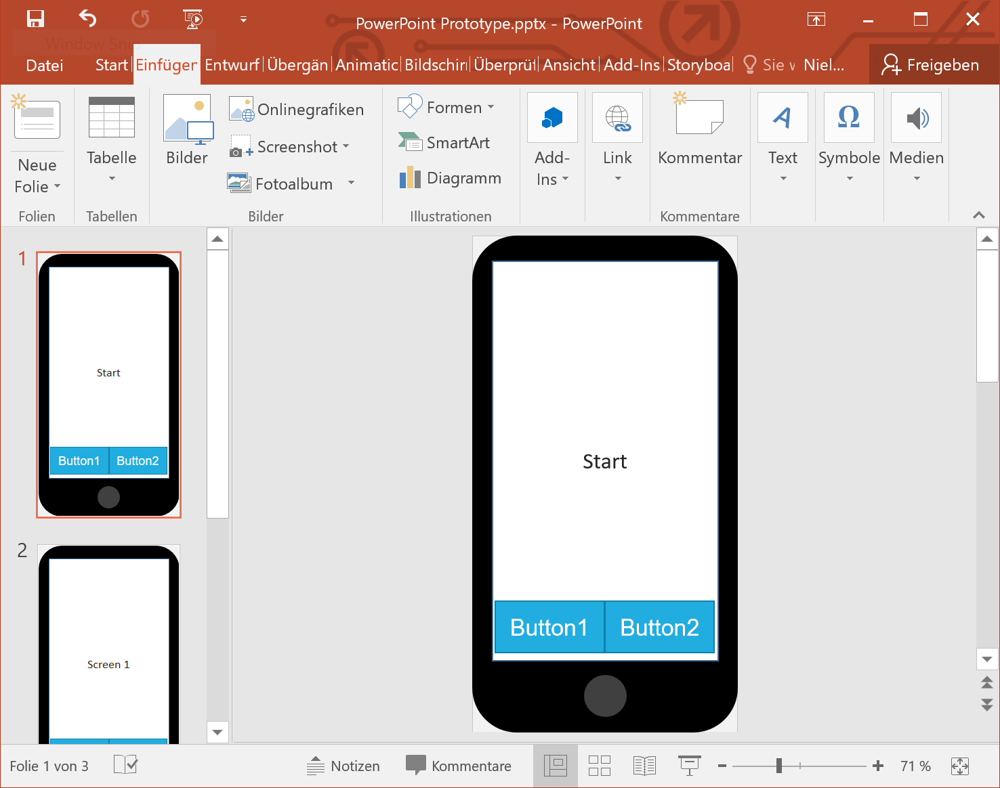 PowerPoint Prototype.pptx - PowerPoint
Window Snip
Datei Start Einfüger Entwurf Übergän Animatic Bildschirı Überprüf Ansicht Add-Ins Storyboa Sie v Niel... Freigeben
Neue Folie
Tabelle
Bilder
Onlinegrafiken
Screenshot
Fotoalbum
Formen
SmartArt
Diagramm
Add-
Ins
Link
Kommentar
Text
Symbole
Medien
Folien
Tabellen
Bilder
Illustrationen
Kommentare
1
Start
Button1 Button2
2
Screen 1
Start
Button1 Button2
Folie 1 von 3
Notizen
Kommentare
71 %